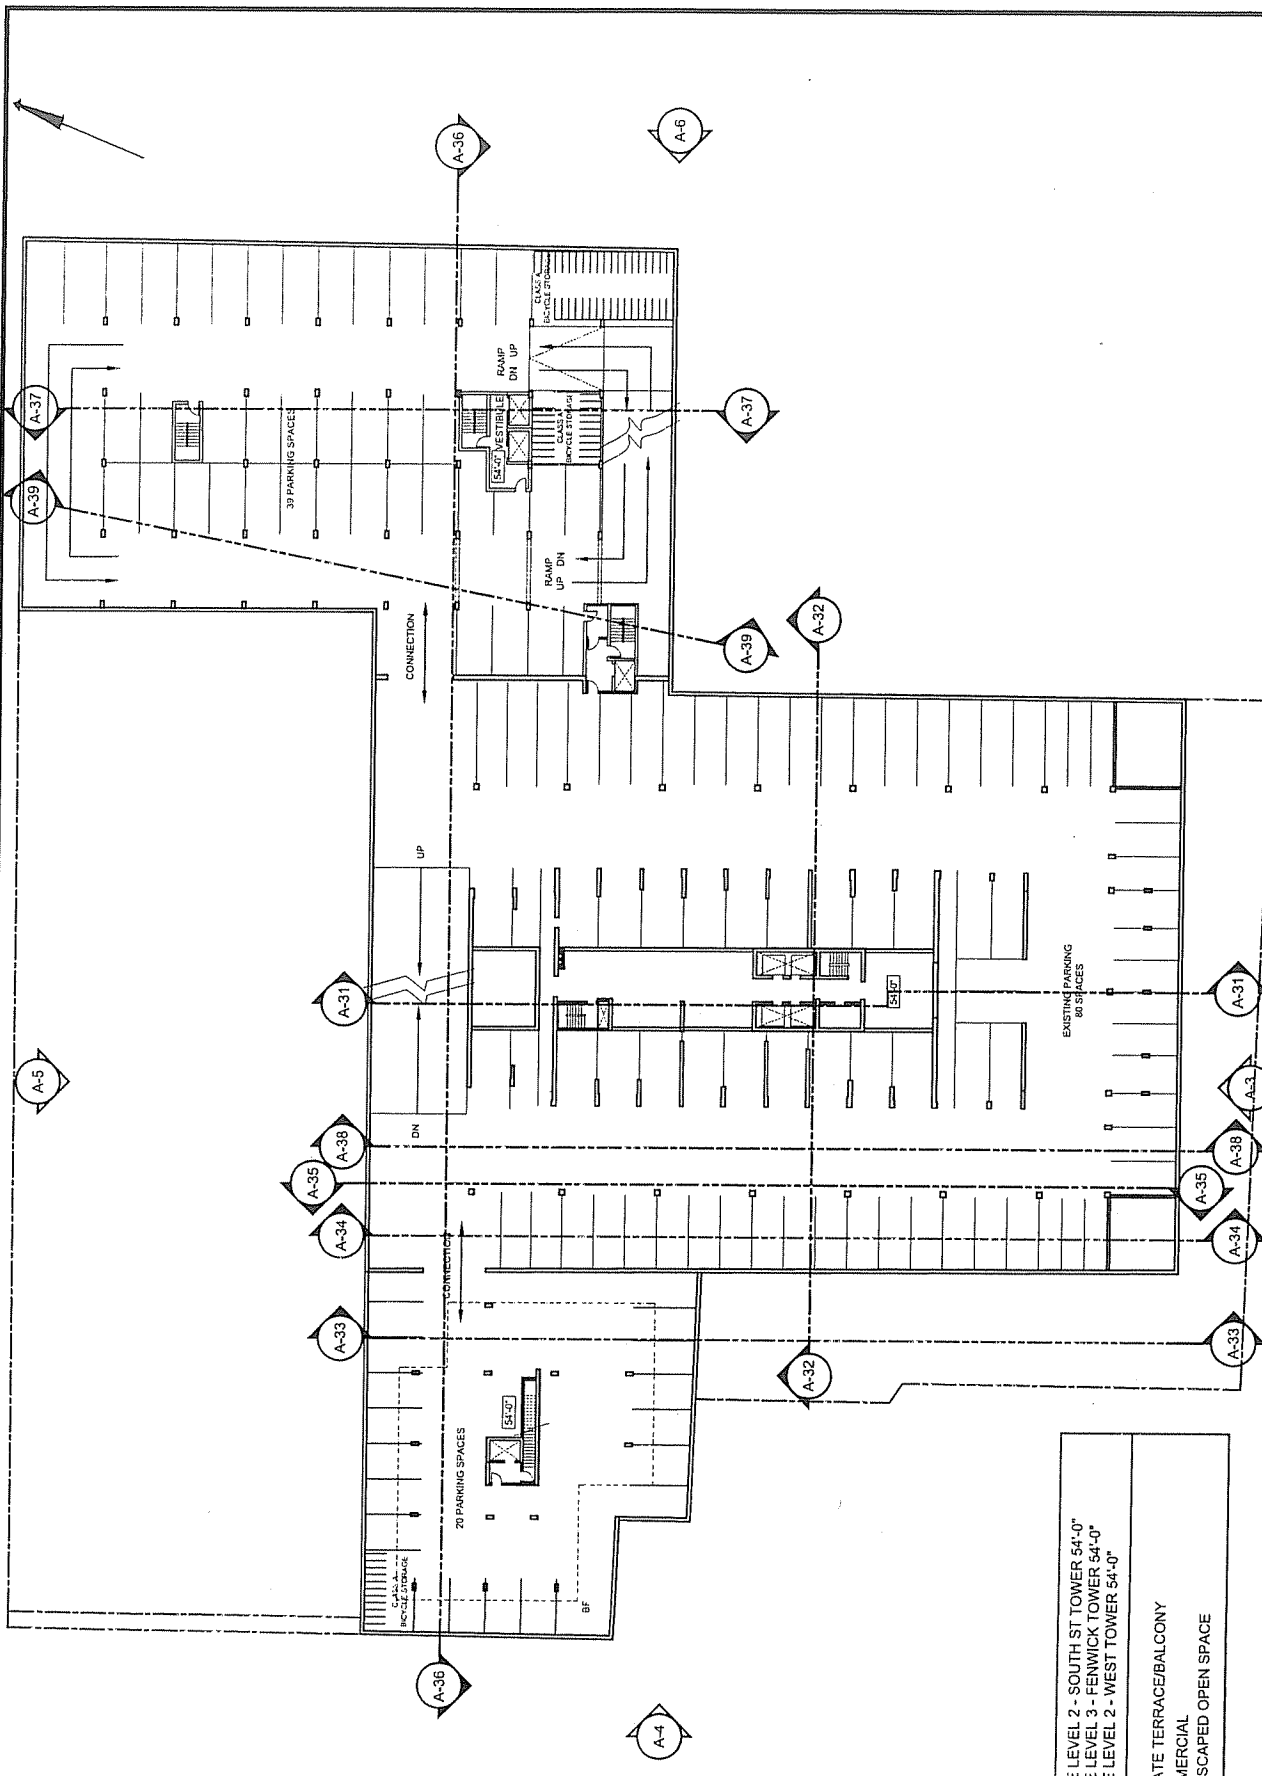 A-36
A-6
A-37
A-39
CLASS A
BICYCLE STORAGE
RAMP
DN UP
39 PARKING SPACES
VESTIBULE
54'-0"
CLASS A
BICYCLE STORAGE
A-37
RAMP
UP DN
CONNECTION
A-39
A-32
UP
A-31
54'-0"
EXISTING PARKING
80 SPACES
A-31
A-5
DN
A-38
A-3
A-38
A-35
A-35
A-34
A-34
CONNECTION
A-33
A-33
A-32
54'-0"
20 PARKING SPACES
CLASS A
BICYCLE STORAGE
BF
A-36
A-4
LEVEL 2 - SOUTH ST TOWER 54'-0"
LEVEL 3 - FENWICK TOWER 54'-0"
LEVEL 2 - WEST TOWER 54'-0"
ATE TERRACE/BALCONY
MERCIAL
SCAPED OPEN SPACE